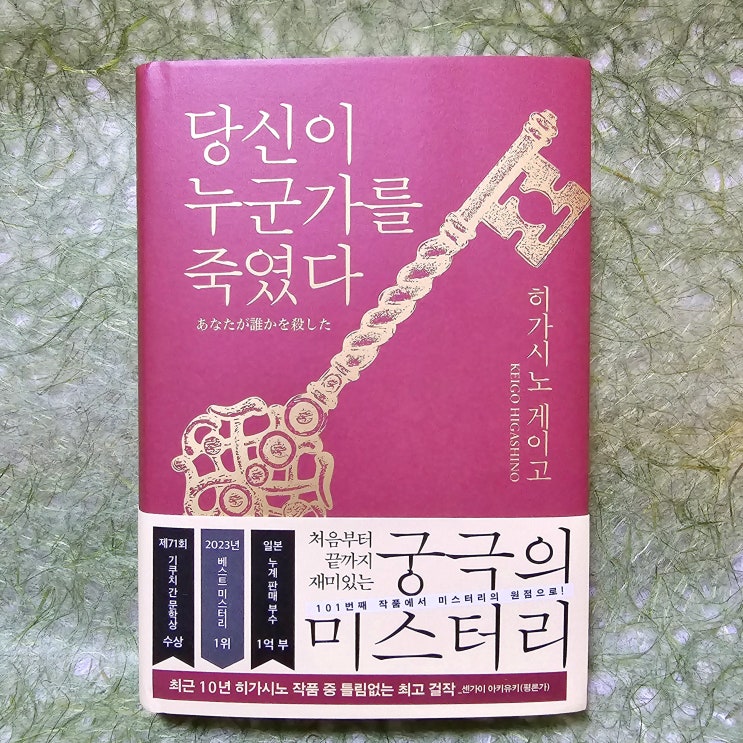 당신이
누군가를
죽였다
あなたが誰かを殺した
히가시노 게이고
KEIGO HIGASHINO
제71회
기쿠치 간 문학상
수상
2023년
베스트 미스터리
1위
일본
누계 판매 부수
1억 부
처음부터
끝까지
재미있는
궁극의
101번째 작품에서 미스터리의 원점으로!
미스터리
최근 10년 히가시노 작품 중 틀림없는 최고 걸작 _센가이 아키유키(평론가)